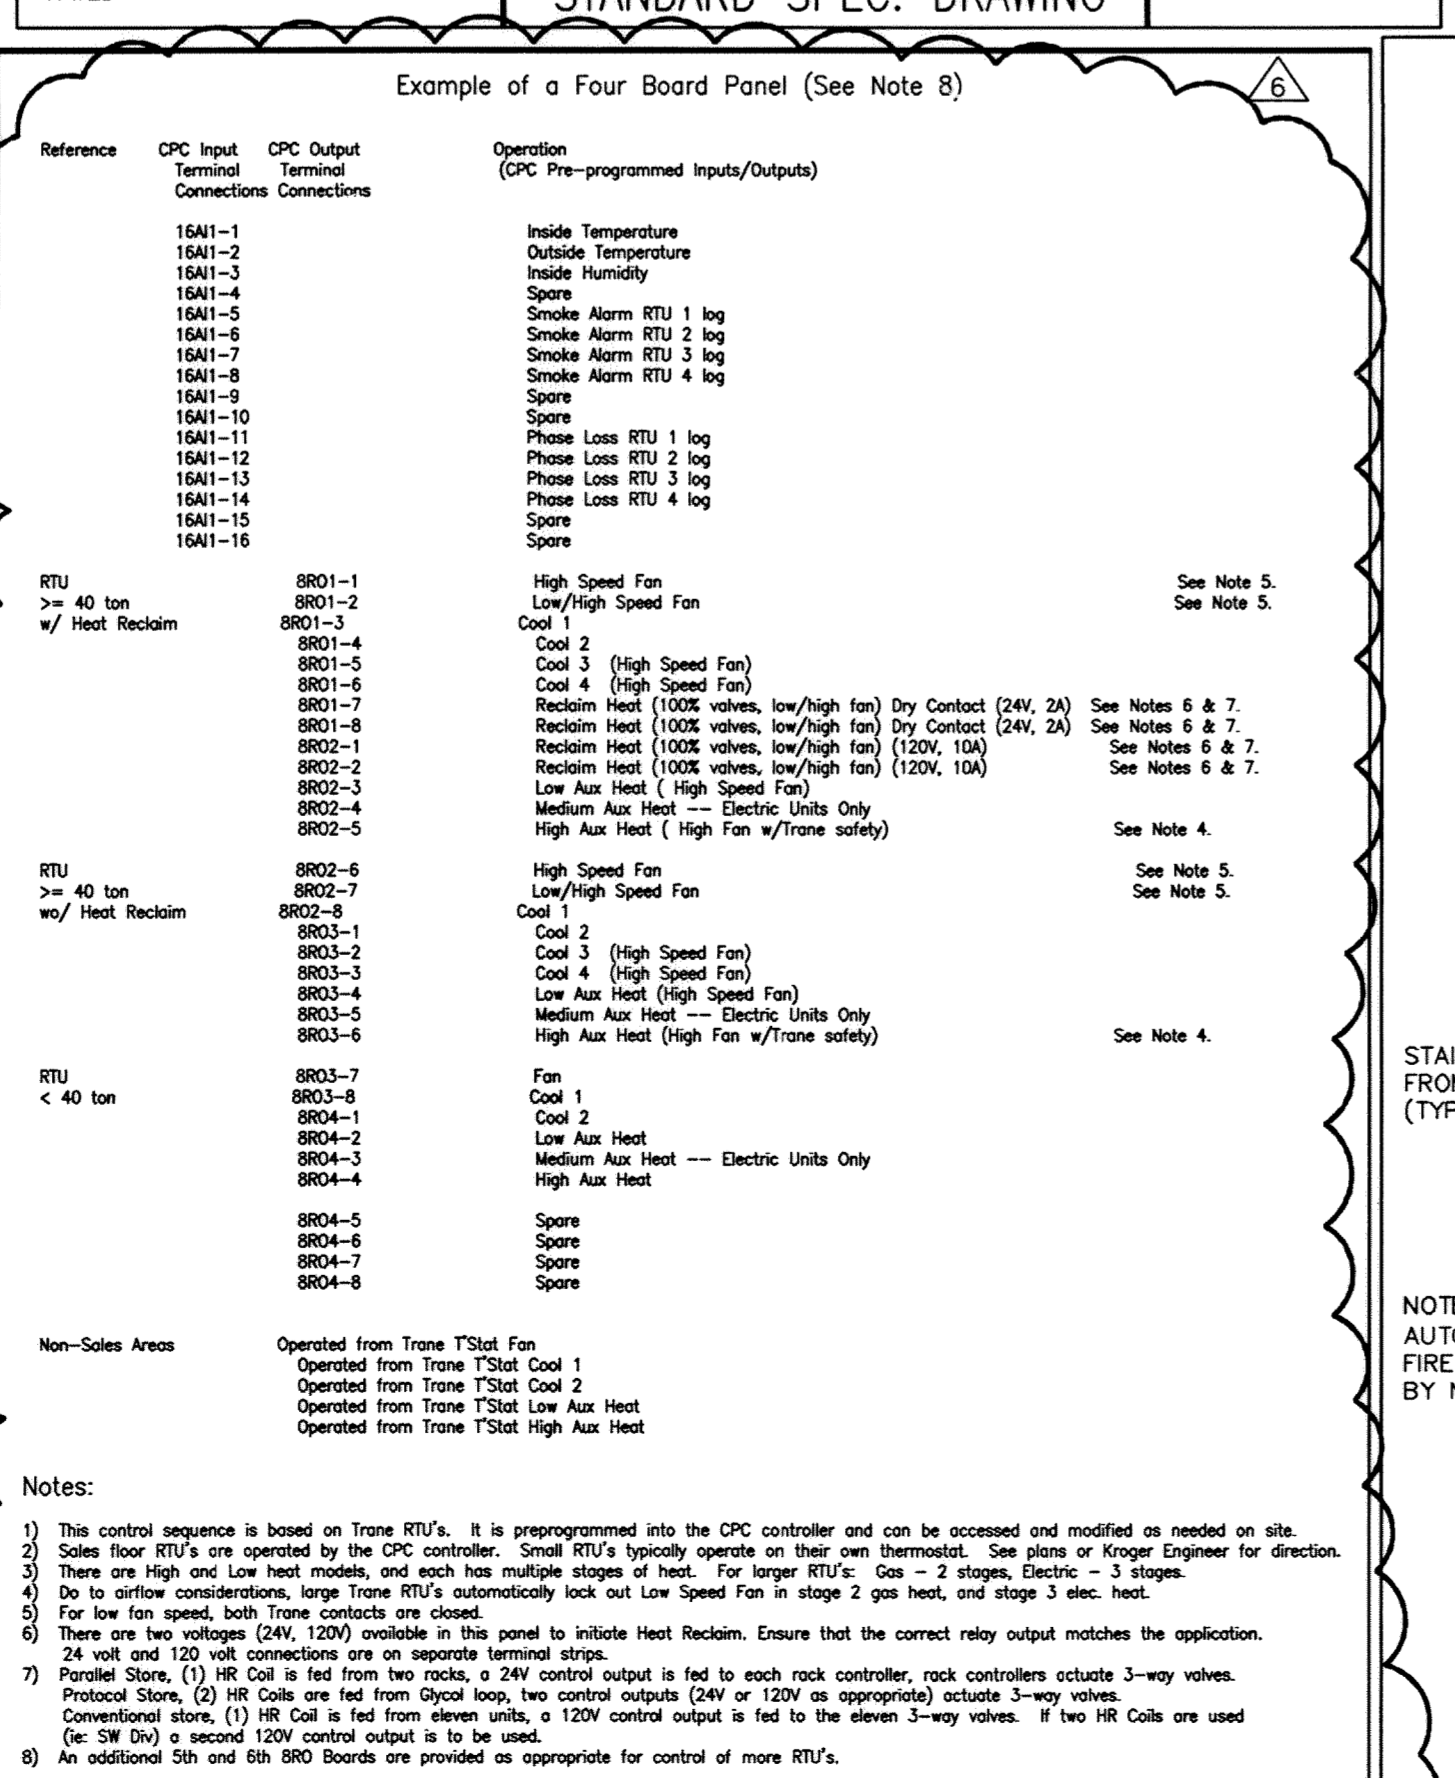 STANDARD SPEC. DRAWING
Example of a Four Board Panel (See Note 8)
6
Reference CPC Input CPC Output Operation
Terminal Terminal (CPC Pre-programmed Inputs/Outputs)
Connections Connections
16AI1-1 Inside Temperature
16AI1-2 Outside Temperature
16AI1-3 Inside Humidity
16AI1-4 Spare
16AI1-5 Smoke Alarm RTU 1 log
16AI1-6 Smoke Alarm RTU 2 log
16AI1-7 Smoke Alarm RTU 3 log
16AI1-8 Smoke Alarm RTU 4 log
16AI1-9 Spare
16AI1-10 Spare
16AI1-11 Phase Loss RTU 1 log
16AI1-12 Phase Loss RTU 2 log
16AI1-13 Phase Loss RTU 3 log
16AI1-14 Phase Loss RTU 4 log
16AI1-15 Spare
16AI1-16 Spare
RTU 8RO1-1 High Speed Fan See Note 5.
>= 40 ton 8RO1-2 Low/High Speed Fan See Note 5.
w/ Heat Reclaim 8RO1-3 Cool 1
8RO1-4 Cool 2
8RO1-5 Cool 3 (High Speed Fan)
8RO1-6 Cool 4 (High Speed Fan)
8RO1-7 Reclaim Heat (100% valves, low/high fan) Dry Contact (24V, 2A) See Notes 6 & 7.
8RO1-8 Reclaim Heat (100% valves, low/high fan) Dry Contact (24V, 2A) See Notes 6 & 7.
8RO2-1 Reclaim Heat (100% valves, low/high fan) (120V, 10A) See Notes 6 & 7.
8RO2-2 Reclaim Heat (100% valves, low/high fan) (120V, 10A) See Notes 6 & 7.
8RO2-3 Low Aux Heat ( High Speed Fan)
8RO2-4 Medium Aux Heat -- Electric Units Only
8RO2-5 High Aux Heat ( High Fan w/Trane safety) See Note 4.
RTU 8RO2-6 High Speed Fan See Note 5.
>= 40 ton 8RO2-7 Low/High Speed Fan See Note 5.
wo/ Heat Reclaim 8RO2-8 Cool 1
8RO3-1 Cool 2
8RO3-2 Cool 3 (High Speed Fan)
8RO3-3 Cool 4 (High Speed Fan)
8RO3-4 Low Aux Heat (High Speed Fan)
8RO3-5 Medium Aux Heat -- Electric Units Only
8RO3-6 High Aux Heat (High Fan w/Trane safety) See Note 4.
RTU 8RO3-7 Fan
< 40 ton 8RO3-8 Cool 1
8RO4-1 Cool 2
8RO4-2 Low Aux Heat
8RO4-3 Medium Aux Heat -- Electric Units Only
8RO4-4 High Aux Heat
8RO4-5 Spare
8RO4-6 Spare
8RO4-7 Spare
8RO4-8 Spare
Non-Sales Areas Operated from Trane T'Stat Fan
Operated from Trane T'Stat Cool 1
Operated from Trane T'Stat Cool 2
Operated from Trane T'Stat Low Aux Heat
Operated from Trane T'Stat High Aux Heat
Notes:
1) This control sequence is based on Trane RTU's. It is preprogrammed into the CPC controller and can be accessed and modified as needed on site.
2) Sales floor RTU's are operated by the CPC controller. Small RTU's typically operate on their own thermostat. See plans or Kroger Engineer for direction.
3) There are High and Low heat models, and each has multiple stages of heat. For larger RTU's: Gas - 2 stages, Electric - 3 stages.
4) Do to airflow considerations, large Trane RTU's automatically lock out Low Speed Fan in stage 2 gas heat, and stage 3 elec. heat.
5) For low fan speed, both Trane contacts are closed.
6) There are two voltages (24V, 120V) available in this panel to initiate Heat Reclaim. Ensure that the correct relay output matches the application.
24 volt and 120 volt connections are on separate terminal strips.
7) Parallel Store, (1) HR Coil is fed from two racks, a 24V control output is fed to each rack controller, rack controllers actuate 3-way valves.
Protocol Store, (2) HR Coils are fed from Glycol loop, two control outputs (24V or 120V as appropriate) actuate 3-way valves.
Conventional store, (1) HR Coil is fed from eleven units, a 120V control output is fed to the eleven 3-way valves. If two HR Coils are used
(ie: SW Div) a second 120V control output is to be used.
8) An additional 5th and 6th 8RO Boards are provided as appropriate for control of more RTU's.
STAI
FRO
(TYP
NOTE
AUTO
FIRE
BY